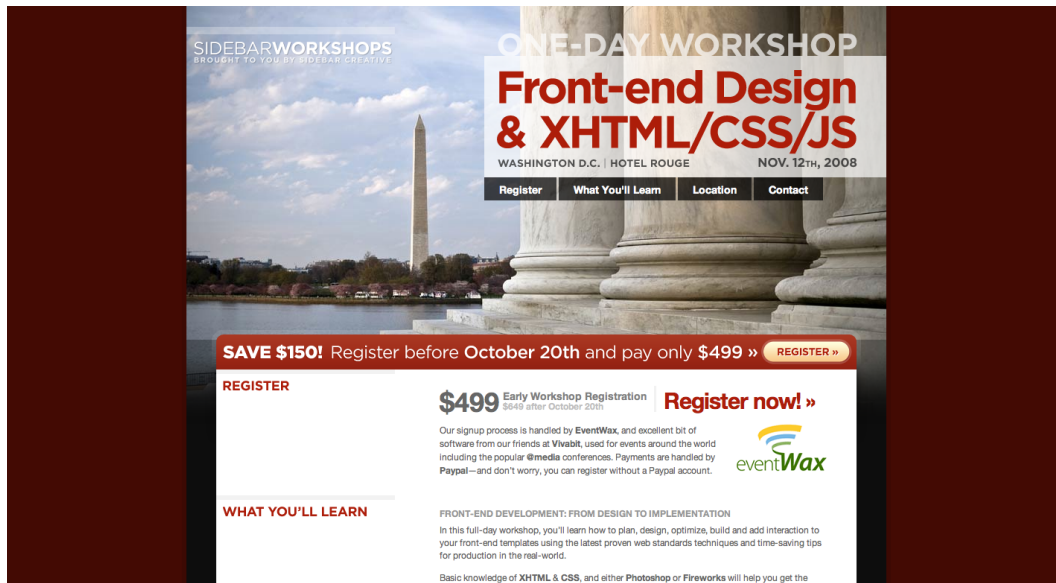 SIDEBARWORKSHOPS
BROUGHT TO YOU BY SIDEBAR CREATIVE
ONE-DAY WORKSHOP
Front-end Design
& XHTML/CSS/JS
WASHINGTON D.C. | HOTEL ROUGE NOV. 12TH, 2008
Register What You'll Learn Location Contact
SAVE $150! Register before October 20th and pay only $499 » REGISTER »
REGISTER
$499 Early Workshop Registration
$649 after October 20th
Register now! »
Our signup process is handled by EventWax, and excellent bit of
software from our friends at Vivabit, used for events around the world
including the popular @media conferences. Payments are handled by
Paypal—and don't worry, you can register without a Paypal account.
eventWax
WHAT YOU'LL LEARN
FRONT-END DEVELOPMENT: FROM DESIGN TO IMPLEMENTATION
In this full-day workshop, you'll learn how to plan, design, optimize, build and add interaction to
your front-end templates using the latest proven web standards techniques and time-saving tips
for production in the real-world.
Basic knowledge of XHTML & CSS, and either Photoshop or Fireworks will help you get the